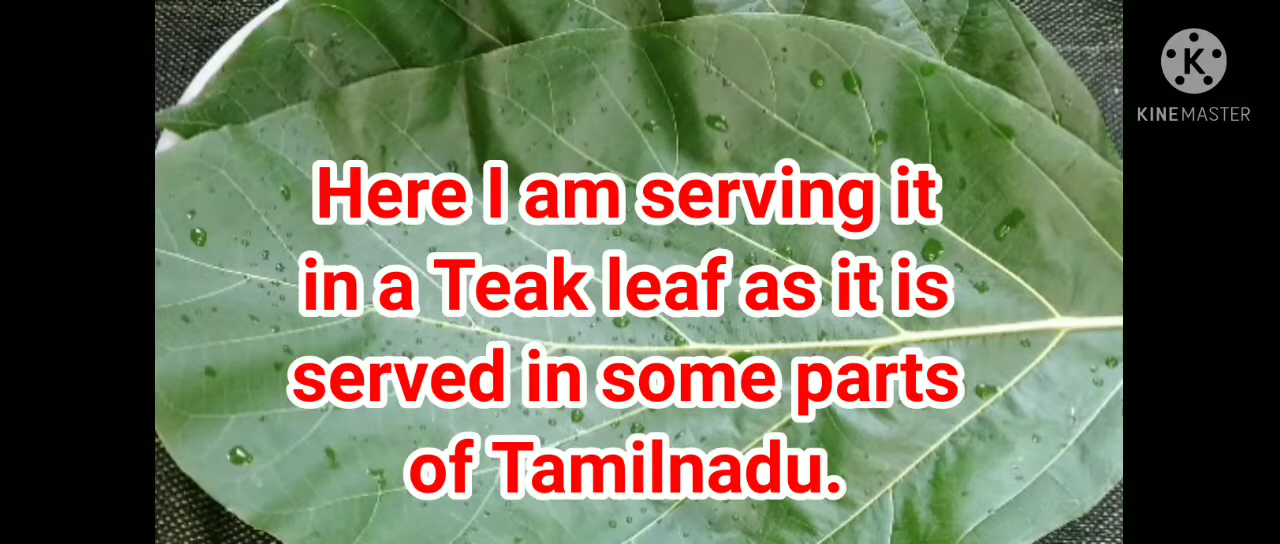 K
KINEMASTER
Here I am serving it
in a Teak leaf as it is
served in some parts
of Tamilnadu.